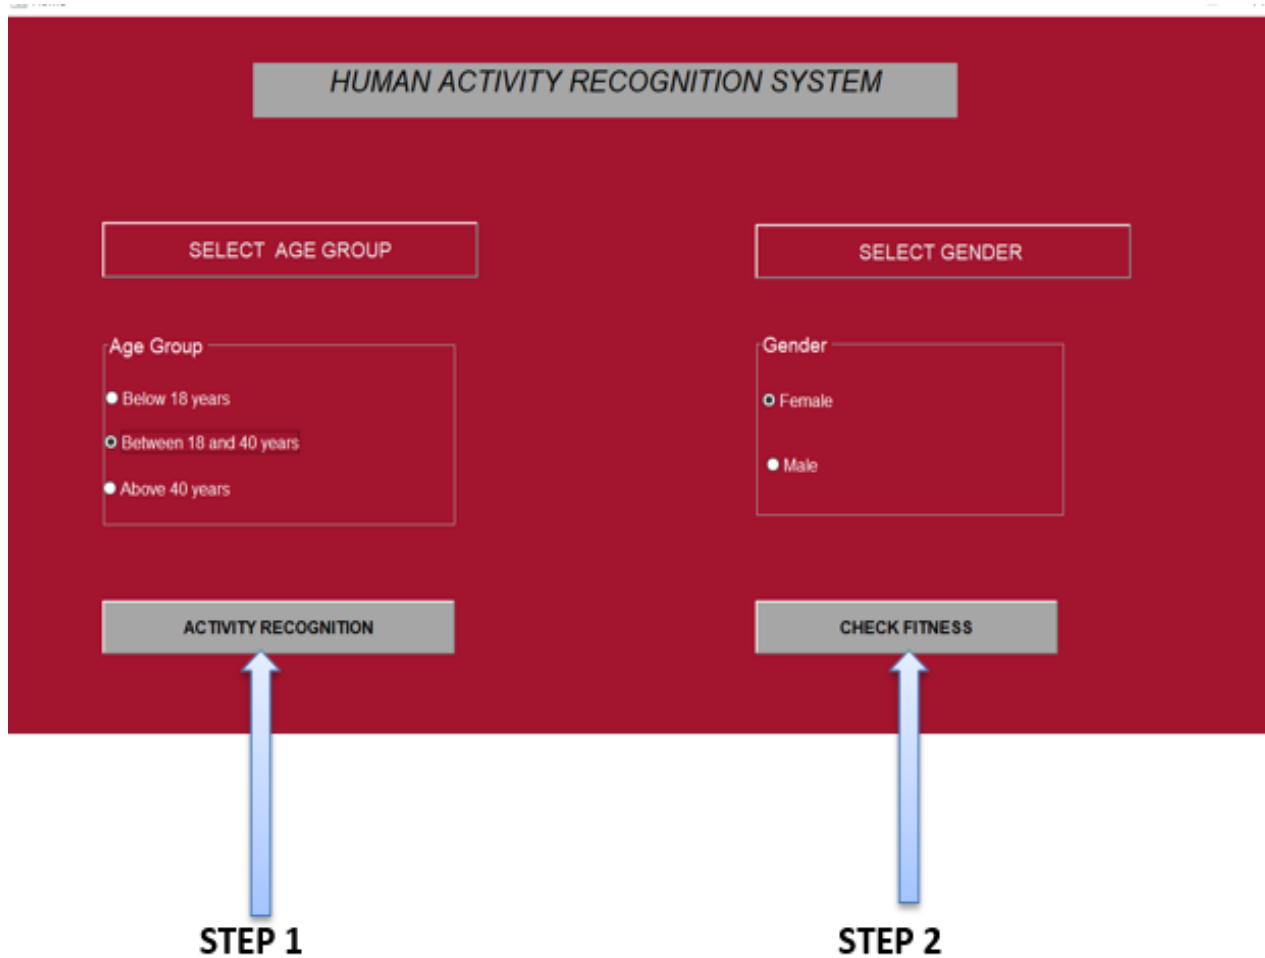 HUMAN ACTIVITY RECOGNITION SYSTEM
SELECT AGE GROUP
SELECT GENDER
Age Group
Below 18 years
Between 18 and 40 years
Above 40 years
Gender
Female
Male
ACTIVITY RECOGNITION
CHECK FITNESS
STEP 1
STEP 2